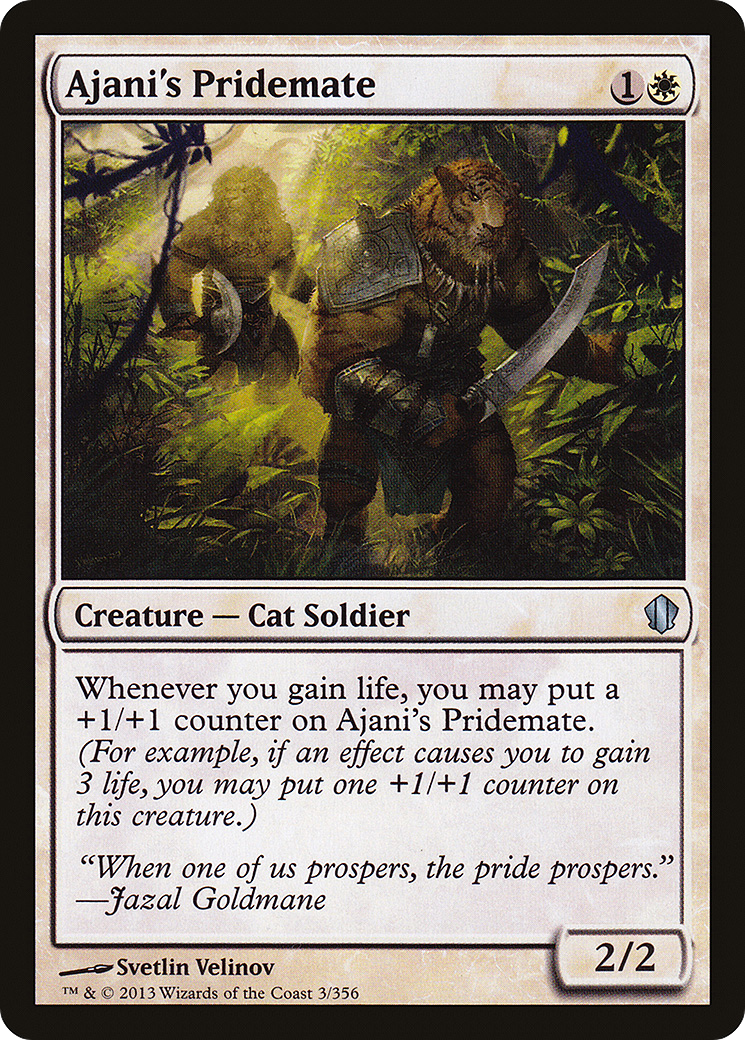 Ajani's Pridemate 1
Creature — Cat Soldier
Whenever you gain life, you may put a
+1/+1 counter on Ajani's Pridemate.
(For example, if an effect causes you to gain
3 life, you may put one +1/+1 counter on
this creature.)
“When one of us prospers, the pride prospers.”
—Jazal Goldmane
2/2
Svetlin Velinov
™ & © 2013 Wizards of the Coast 3/356